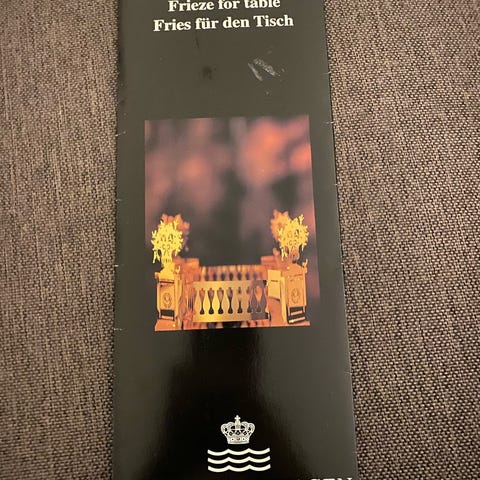 Frieze for table
Fries für den Tisch